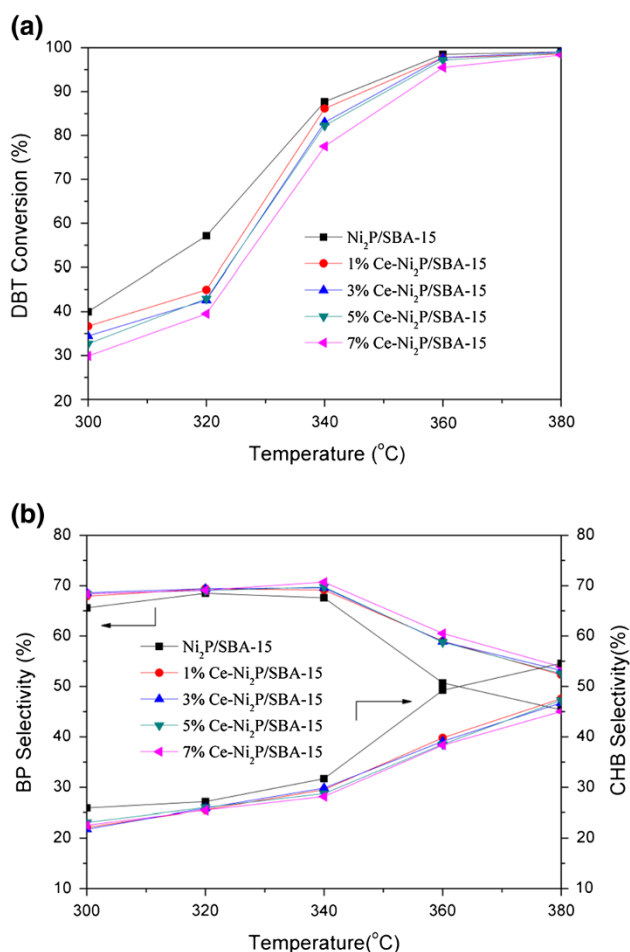 (a)
100
90
80
70
60
50
40
30
20
DBT Conversion (%)
Ni₂P/SBA-15
1% Ce-Ni₂P/SBA-15
3% Ce-Ni₂P/SBA-15
5% Ce-Ni₂P/SBA-15
7% Ce-Ni₂P/SBA-15
300 320 340 360 380
Temperature (°C)
(b)
80 80
70 70
60 60
50 50
40 40
30 30
20 20
10 10
BP Selectivity (%)
CHB Selectivity(%)
Ni₂P/SBA-15
1% Ce-Ni₂P/SBA-15
3% Ce-Ni₂P/SBA-15
5% Ce-Ni₂P/SBA-15
7% Ce-Ni₂P/SBA-15
300 320 340 360 380
Temperature(°C)